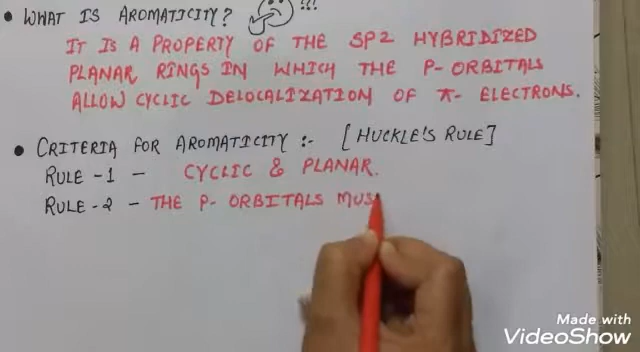 • WHAT IS AROMATICITY? !!!
IT IS A PROPERTY OF THE SP2 HYBRIDIZED
PLANAR RINGS IN WHICH THE P-ORBITALS
ALLOW CYCLIC DELOCALIZATION OF π- ELECTRONS.
• CRITERIA FOR AROMATICITY :- [HUCKLE'S RULE]
RULE -1 - CYCLIC & PLANAR.
RULE -2 - THE P- ORBITALS MUS
Made with
VideoShow